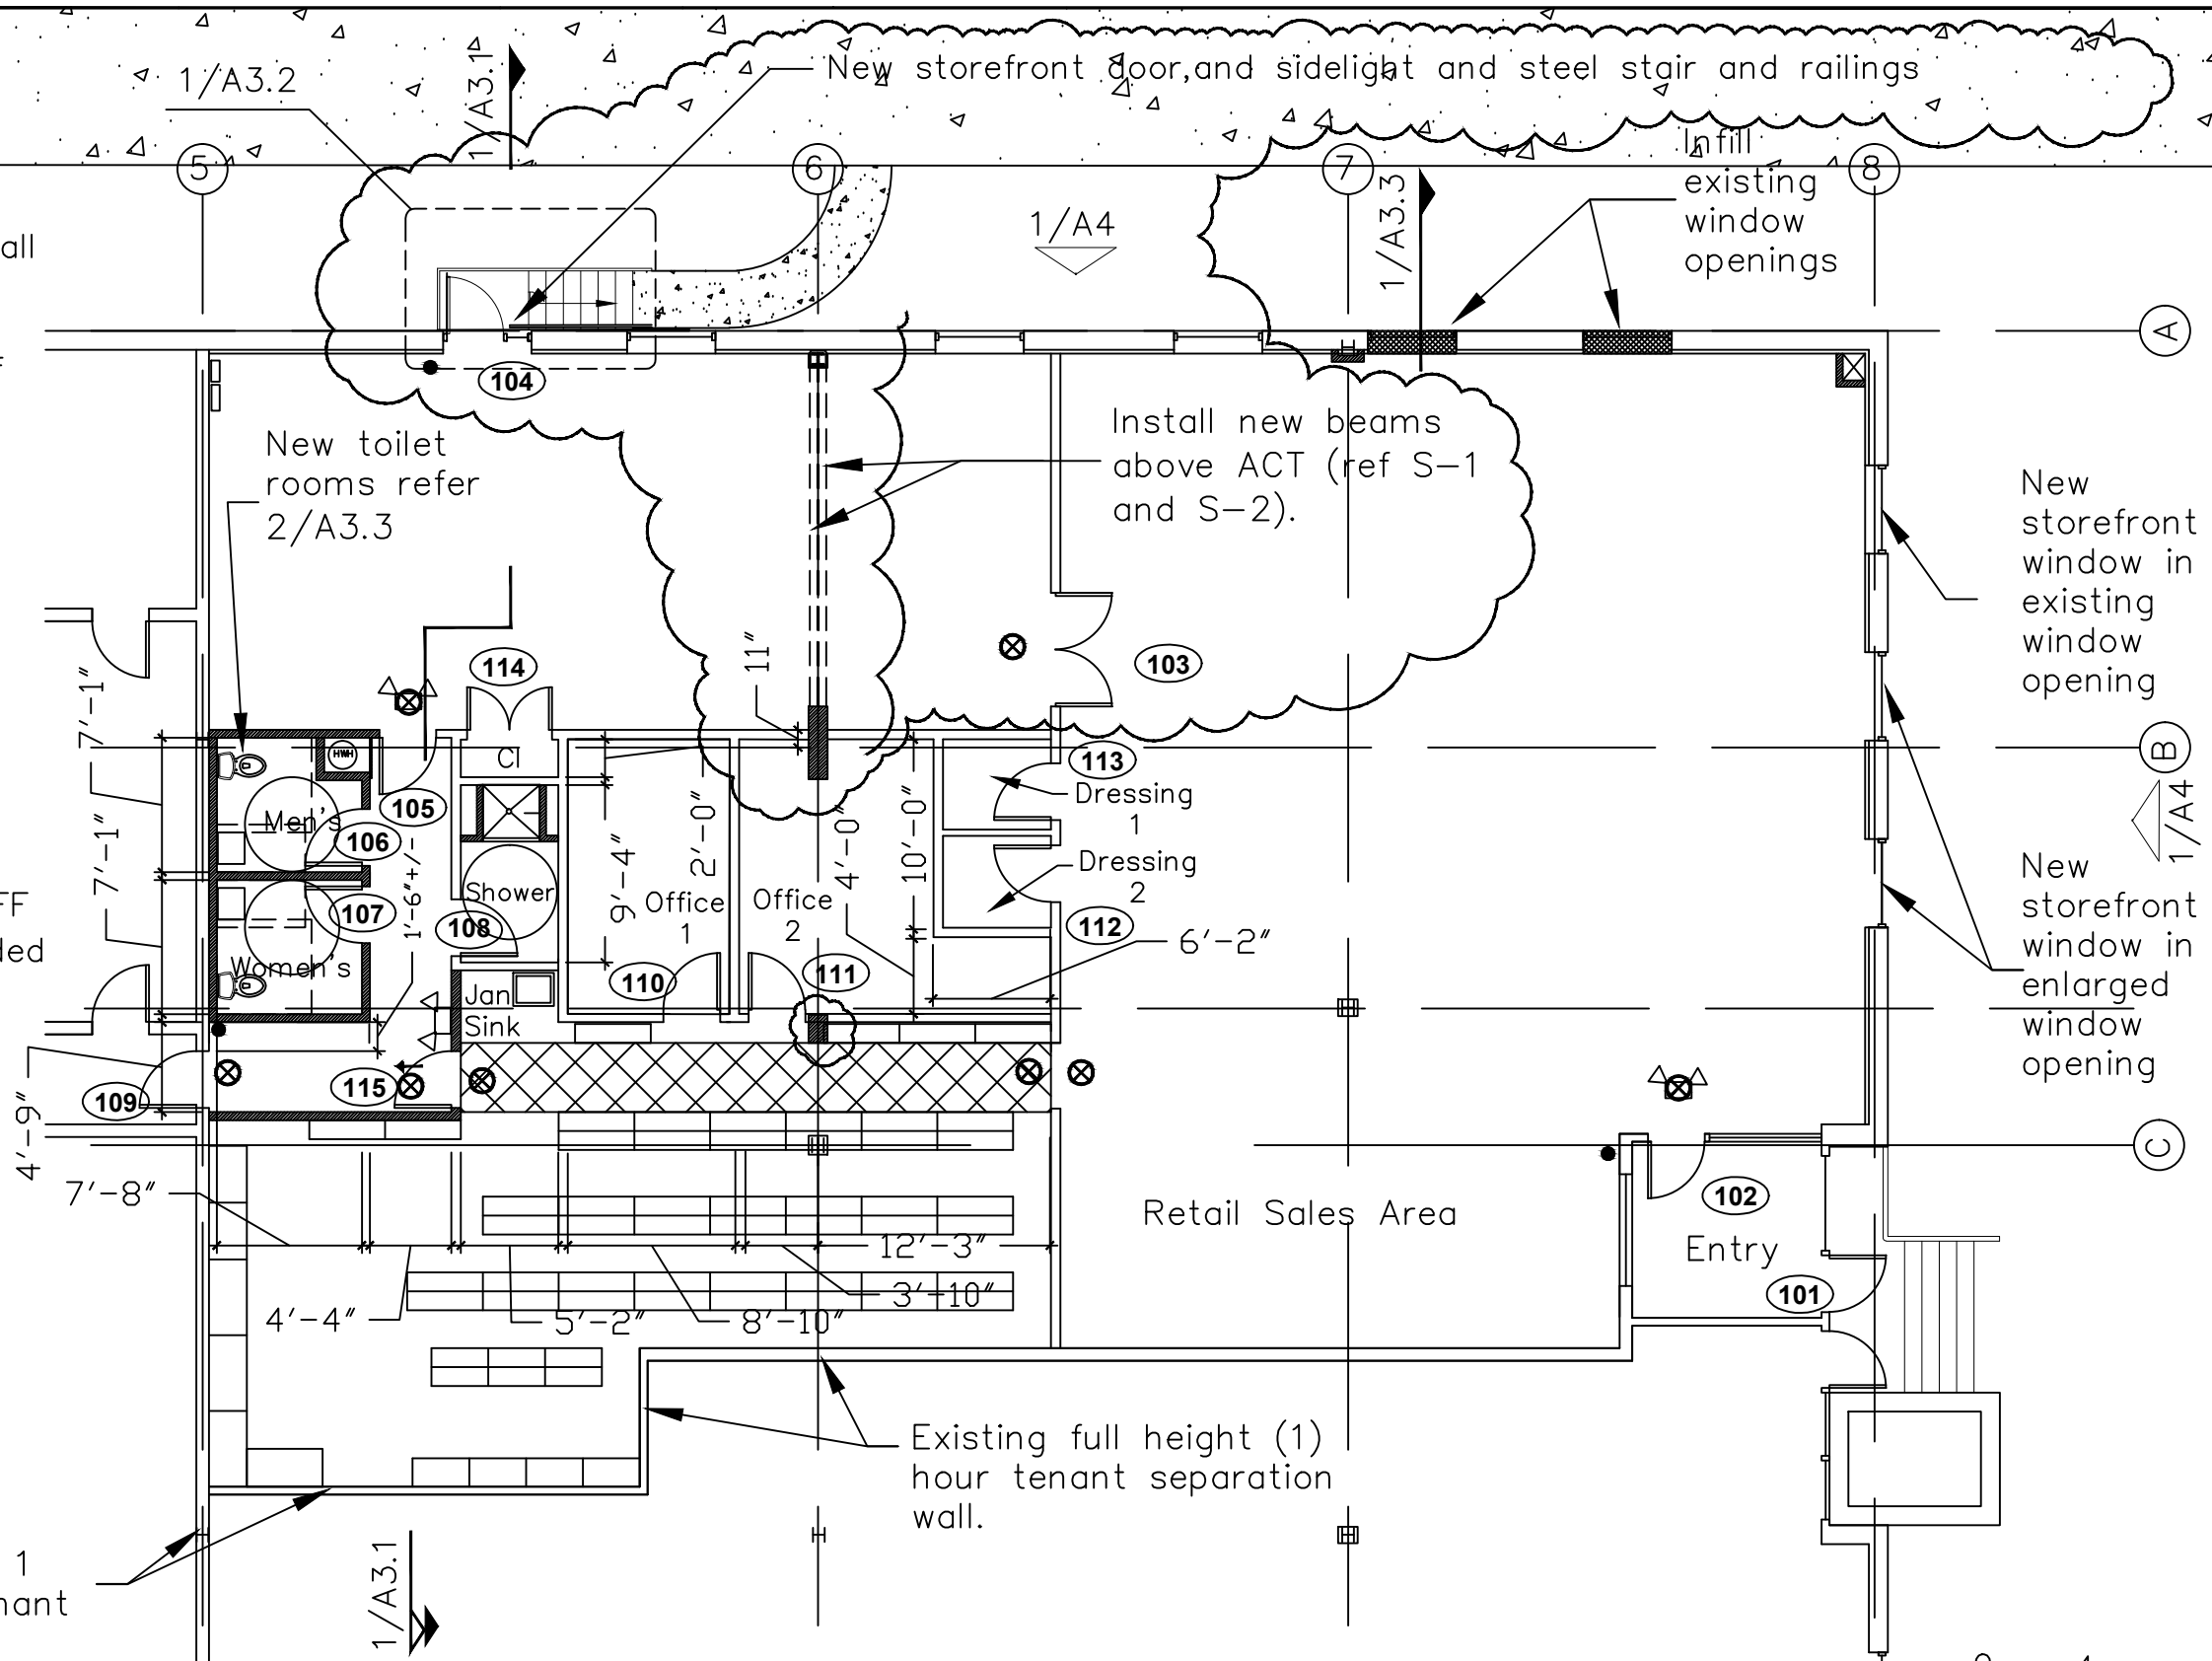 New storefront door,and sidelight and steel stair and railings
1/A3.2
1/A3.1
Infill
existing
window
openings
5
6
7
8
1/A4
1/A3.3
all
A
104
New toilet
rooms refer
2/A3.3
Install new beams
above ACT (ref S-1
and S-2).
New
storefront
window in
existing
window
opening
11"
114
103
7'-1"
HWH
Cl
B
113
Dressing
1
1/A4
105
Men's
106
2'-0"
4'-0"
10'-0"
7'-1"
1'-6"+/-
9'-4"
Dressing
2
Shower
Office
1
Office
2
107
108
112
6'-2"
New
storefront
window in
enlarged
window
opening
FF
ded
Women's
110
111
Jan
Sink
115
109
4'-9"
C
7'-8"
102
Retail Sales Area
Entry
12'-3"
3'-10"
101
4'-4"
5'-2"
8'-10"
Existing full height (1)
hour tenant separation
wall.
1
nant
1/A3.1